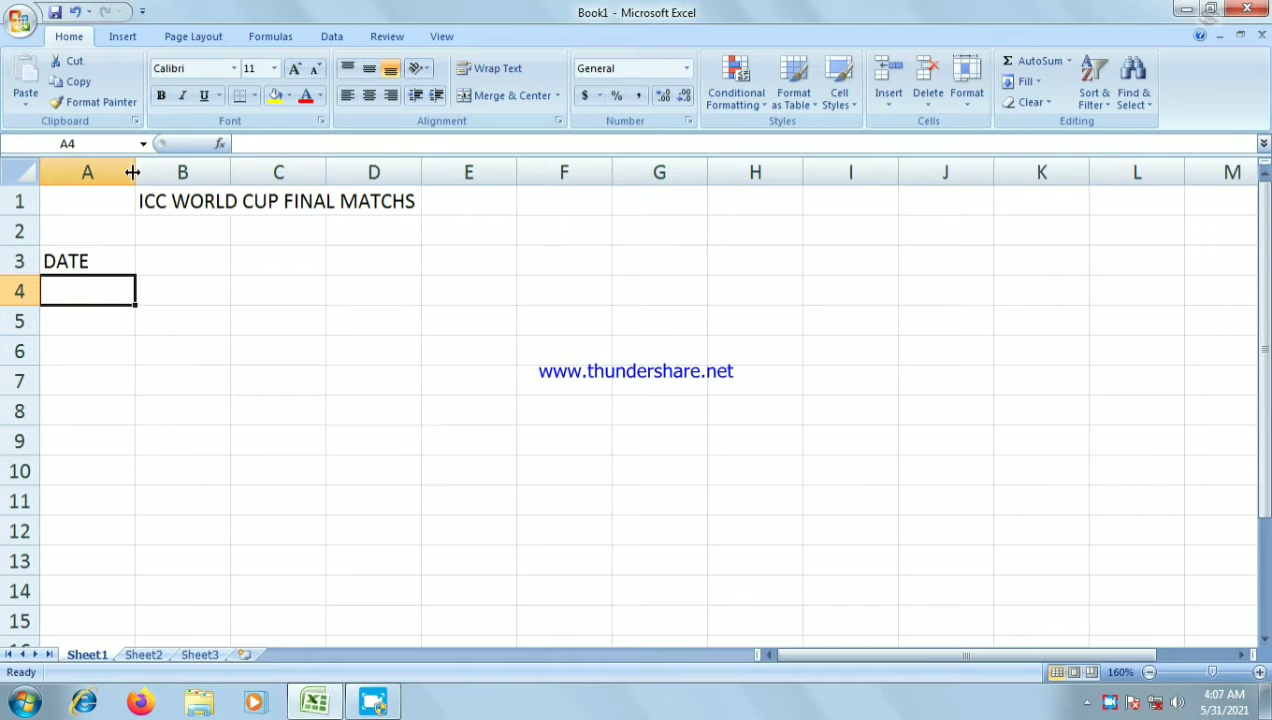 Book1 - Microsoft Excel
Home Insert Page Layout Formulas Data Review View
Paste Cut Copy Format Painter Clipboard
Calibri 11 B I U Font
Wrap Text Merge & Center Alignment
General $ % , Number
Conditional Formatting Format as Table Cell Styles Styles
Insert Delete Format Cells
Σ AutoSum Fill Clear Sort & Filter Find & Select Editing
A4 fx
A B C D E F G H I J K L M
1 ICC WORLD CUP FINAL MATCHS
2
3 DATE
4
5
6
www.thundershare.net
7
8
9
10
11
12
13
14
15
Sheet1 Sheet2 Sheet3
Ready 160%
4:07 AM
5/31/2021